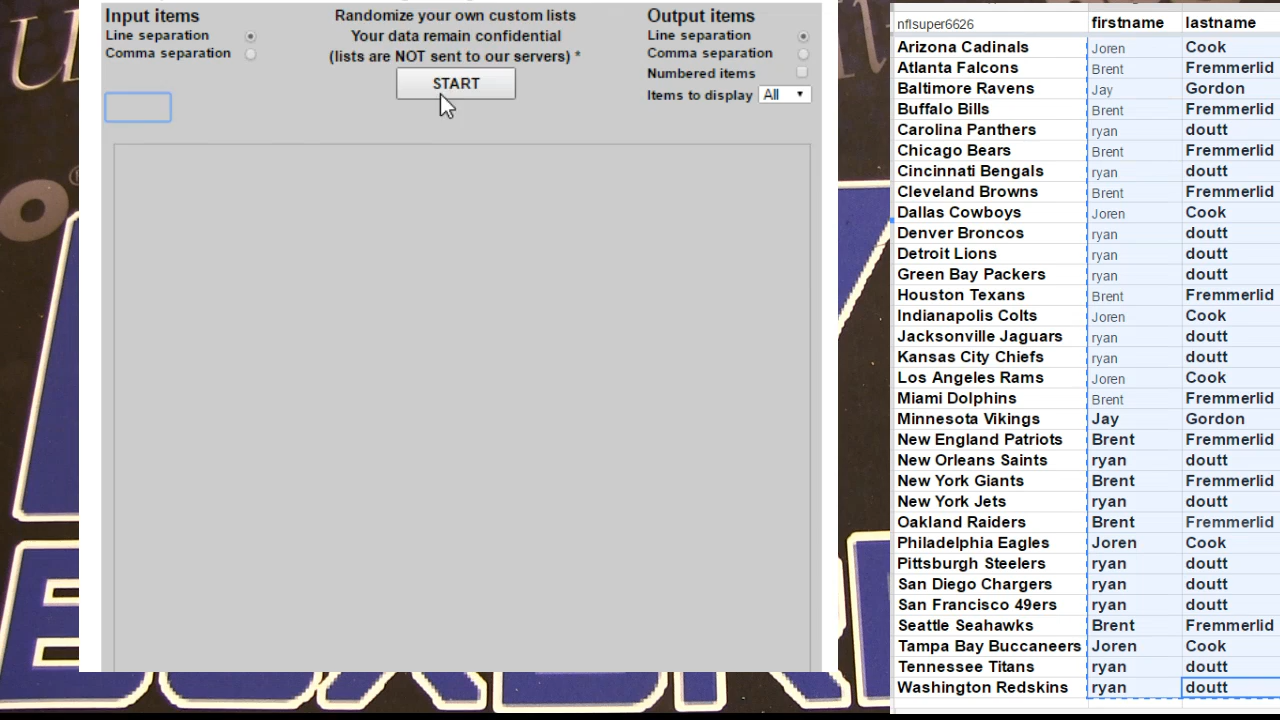 Input items
Line separation
Comma separation
Randomize your own custom lists
Your data remain confidential
(lists are NOT sent to our servers) *
START
Output items
Line separation
Comma separation
Numbered items
Items to display All
nflsuper6626 firstname lastname
Arizona Cadinals Joren Cook
Atlanta Falcons Brent Fremmerlid
Baltimore Ravens Jay Gordon
Buffalo Bills Brent Fremmerlid
Carolina Panthers ryan doutt
Chicago Bears Brent Fremmerlid
Cincinnati Bengals ryan doutt
Cleveland Browns Brent Fremmerlid
Dallas Cowboys Joren Cook
Denver Broncos ryan doutt
Detroit Lions ryan doutt
Green Bay Packers ryan doutt
Houston Texans Brent Fremmerlid
Indianapolis Colts Joren Cook
Jacksonville Jaguars ryan doutt
Kansas City Chiefs ryan doutt
Los Angeles Rams Joren Cook
Miami Dolphins Brent Fremmerlid
Minnesota Vikings Jay Gordon
New England Patriots Brent Fremmerlid
New Orleans Saints ryan doutt
New York Giants Brent Fremmerlid
New York Jets ryan doutt
Oakland Raiders Brent Fremmerlid
Philadelphia Eagles Joren Cook
Pittsburgh Steelers ryan doutt
San Diego Chargers ryan doutt
San Francisco 49ers ryan doutt
Seattle Seahawks Brent Fremmerlid
Tampa Bay Buccaneers Joren Cook
Tennessee Titans ryan doutt
Washington Redskins ryan doutt